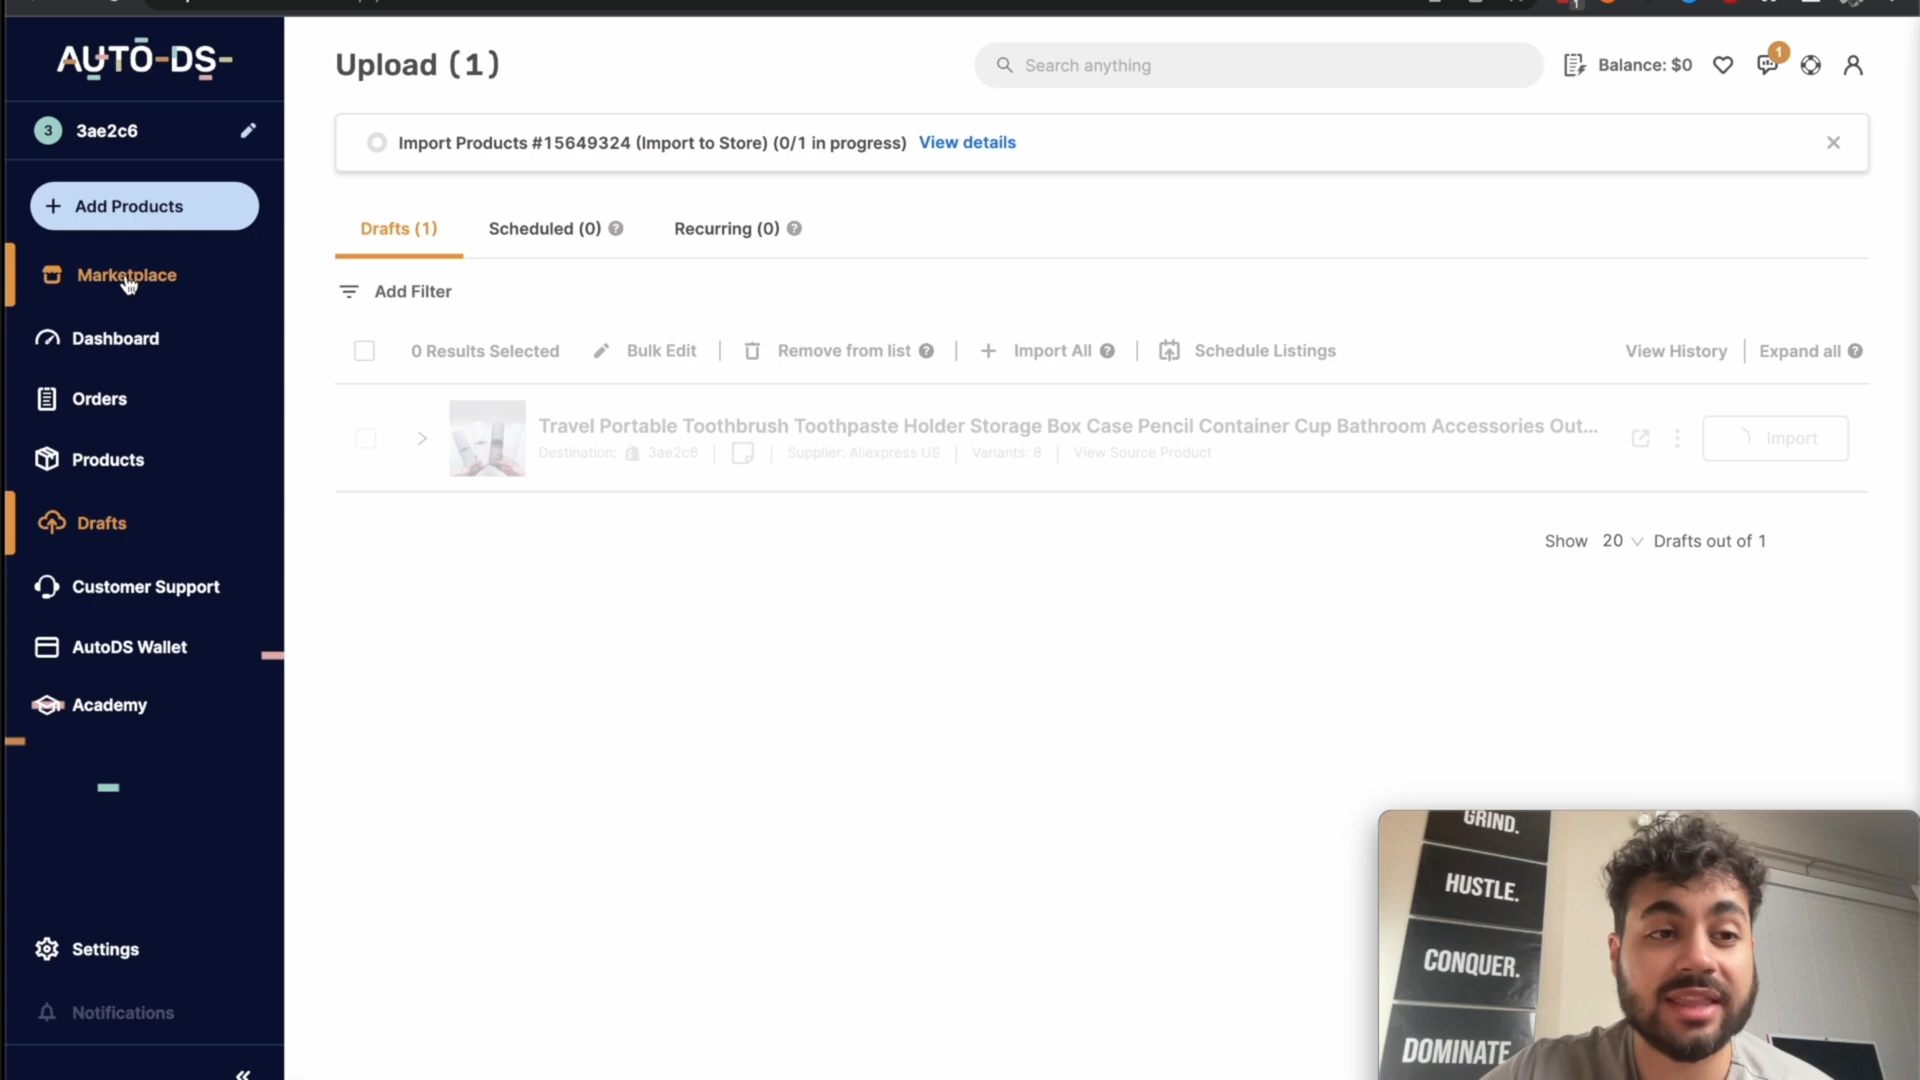 AUTO-DS-
Upload (1)
Search anything
Balance: $0
1
1
3 3ae2c6
Import Products #15649324 (Import to Store) (0/1 in progress) View details
+ Add Products
Drafts (1)
Scheduled (0) ?
Recurring (0) ?
Marketplace
Add Filter
Dashboard
0 Results Selected
Bulk Edit
Remove from list ?
+ Import All ?
Schedule Listings
View History
Expand all ?
Orders
Travel Portable Toothbrush Toothpaste Holder Storage Box Case Pencil Container Cup Bathroom Accessories Out...
Import
Destination: 3ae2c6
Supplier: Aliexpress US
Variants: 8
View Source Product
Products
Drafts
Show 20 Drafts out of 1
Customer Support
AutoDS Wallet
Academy
GRIND.
HUSTLE.
CONQUER.
DOMINATE
Settings
Notifications